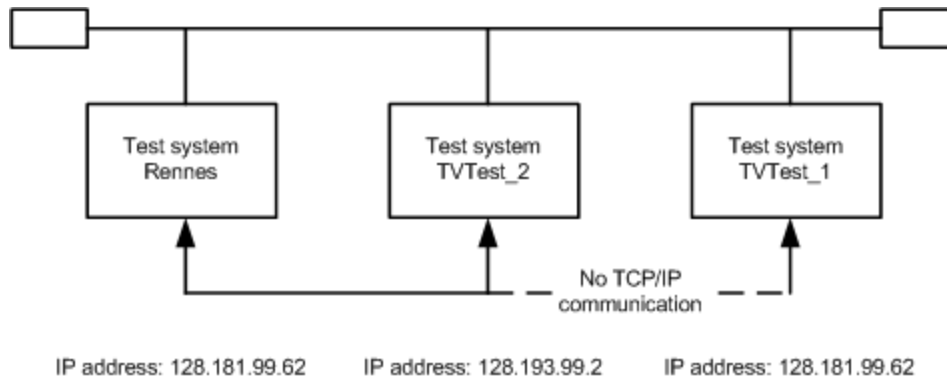 Test system
Rennes
Test system
TVTest_2
Test system
TVTest_1
No TCP/IP
communication
IP address: 128.181.99.62
IP address: 128.193.99.2
IP address: 128.181.99.62